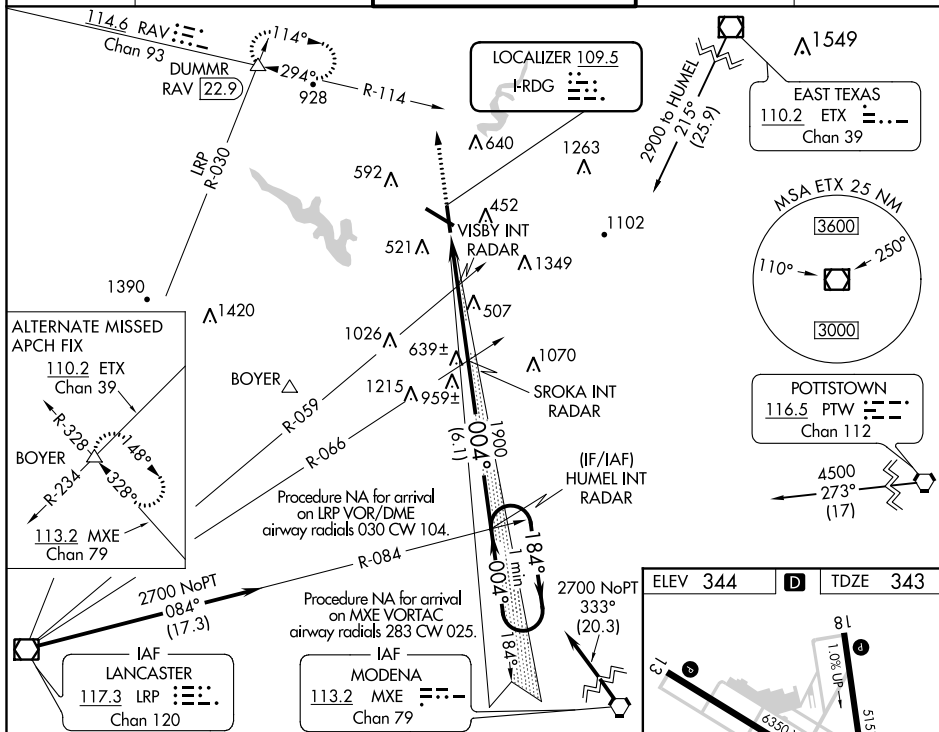 114.6 RAV
Chan 93
DUMMR
RAV 22.9
114°
294°
928
R-114
LRP
R-030
LOCALIZER 109.5
I-RDG
2900 to HUMEL
215°
(25.9)
1549
EAST TEXAS
110.2 ETX
Chan 39
640
592
1263
452
VISBY INT
RADAR
521
1102
1349
MSA ETX 25 NM
3600
110°
250°
3000
1390
1420
507
1026
639±
1070
ALTERNATE MISSED
APCH FIX
110.2 ETX
Chan 39
R-328
148°
BOYER
328°
R-234
113.2 MXE
Chan 79
BOYER
R-059
1215
959±
SROKA INT
RADAR
R-066
004°
(6.1)
1900
POTTSTOWN
116.5 PTW
Chan 112
4500
273°
(17)
(IF/IAF)
HUMEL INT
RADAR
Procedure NA for arrival
on LRP VOR/DME
airway radials 030 CW 104.
R-084
184°
1 min
004°
184°
2700 NoPT
084°
(17.3)
Procedure NA for arrival
on MXE VORTAC
airway radials 283 CW 025.
2700 NoPT
333°
(20.3)
IAF
LANCASTER
117.3 LRP
Chan 120
IAF
MODENA
113.2 MXE
Chan 79
ELEV 344
D
TDZE 343
18
P
1.0% UP
13
P
6350
515